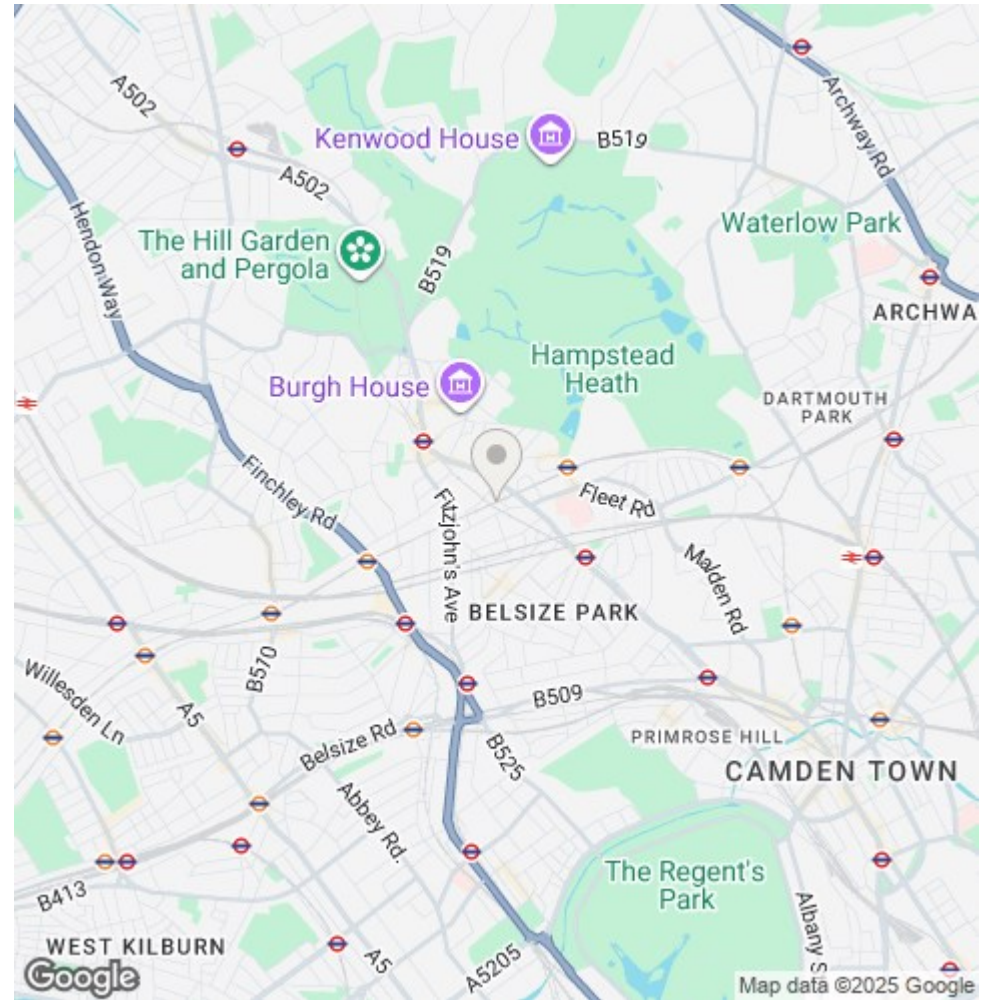 A502
Kenwood House
B519
Archway Rd
A502
Waterlow Park
The Hill Garden
and Pergola
B519
Hendon Way
ARCHWA
Hampstead
Heath
Burgh House
DARTMOUTH
PARK
Finchley Rd
Fitzjohn's Ave
Fleet Rd
Malden Rd
BELSIZE PARK
B510
Willesden Ln
A5
B509
Belsize Rd
PRIMROSE HILL
B525
CAMDEN TOWN
Abbey Rd.
The Regent's
Park
B413
Albany S
WEST KILBURN
A5
A5205
Google
Map data ©2025 Google